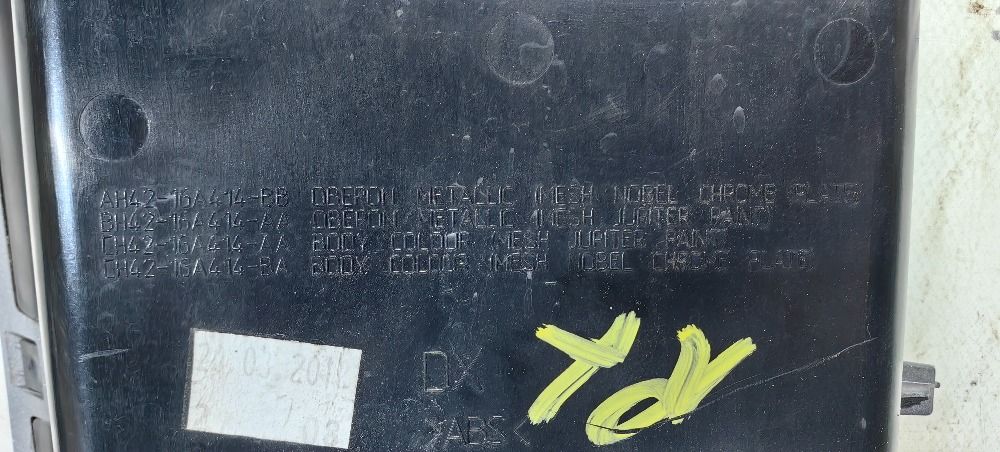 AH42-16A414-BB OBERON METALLIC (MESH NOBEL CHROME PLATE)
BH42-16A414-AA OBERON METALLIC (MESH JUPITER PAINT)
CH42-16A414-AA BODY COLOUR (MESH JUPITER PAINT)
CH42-16A414-BA BODY COLOUR (MESH NOBEL CHROME PLATE)
DX
>ABS<